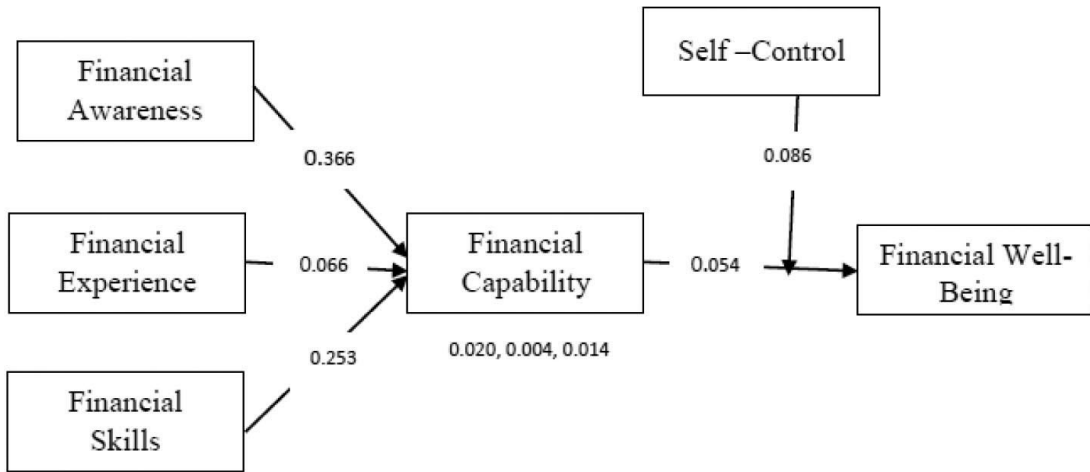 Self –Control
Financial
Awareness
0.366
0.086
Financial
Experience
0.066
Financial
Capability
0.054
Financial Well-
Being
0.253
0.020, 0.004, 0.014
Financial
Skills